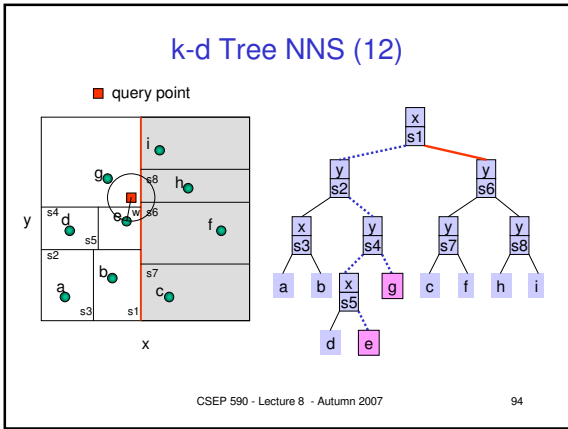 k-d Tree NNS (12)
query point
i
g
s8
h
s4
e
w
s6
d
f
y
s5
s2
s7
b
a
c
s3
s1
x
x
s1
y
s2
y
s6
x
s3
y
s4
y
s7
y
s8
a
b
x
s5
g
c
f
h
i
d
e
CSEP 590 - Lecture 8 - Autumn 2007
94